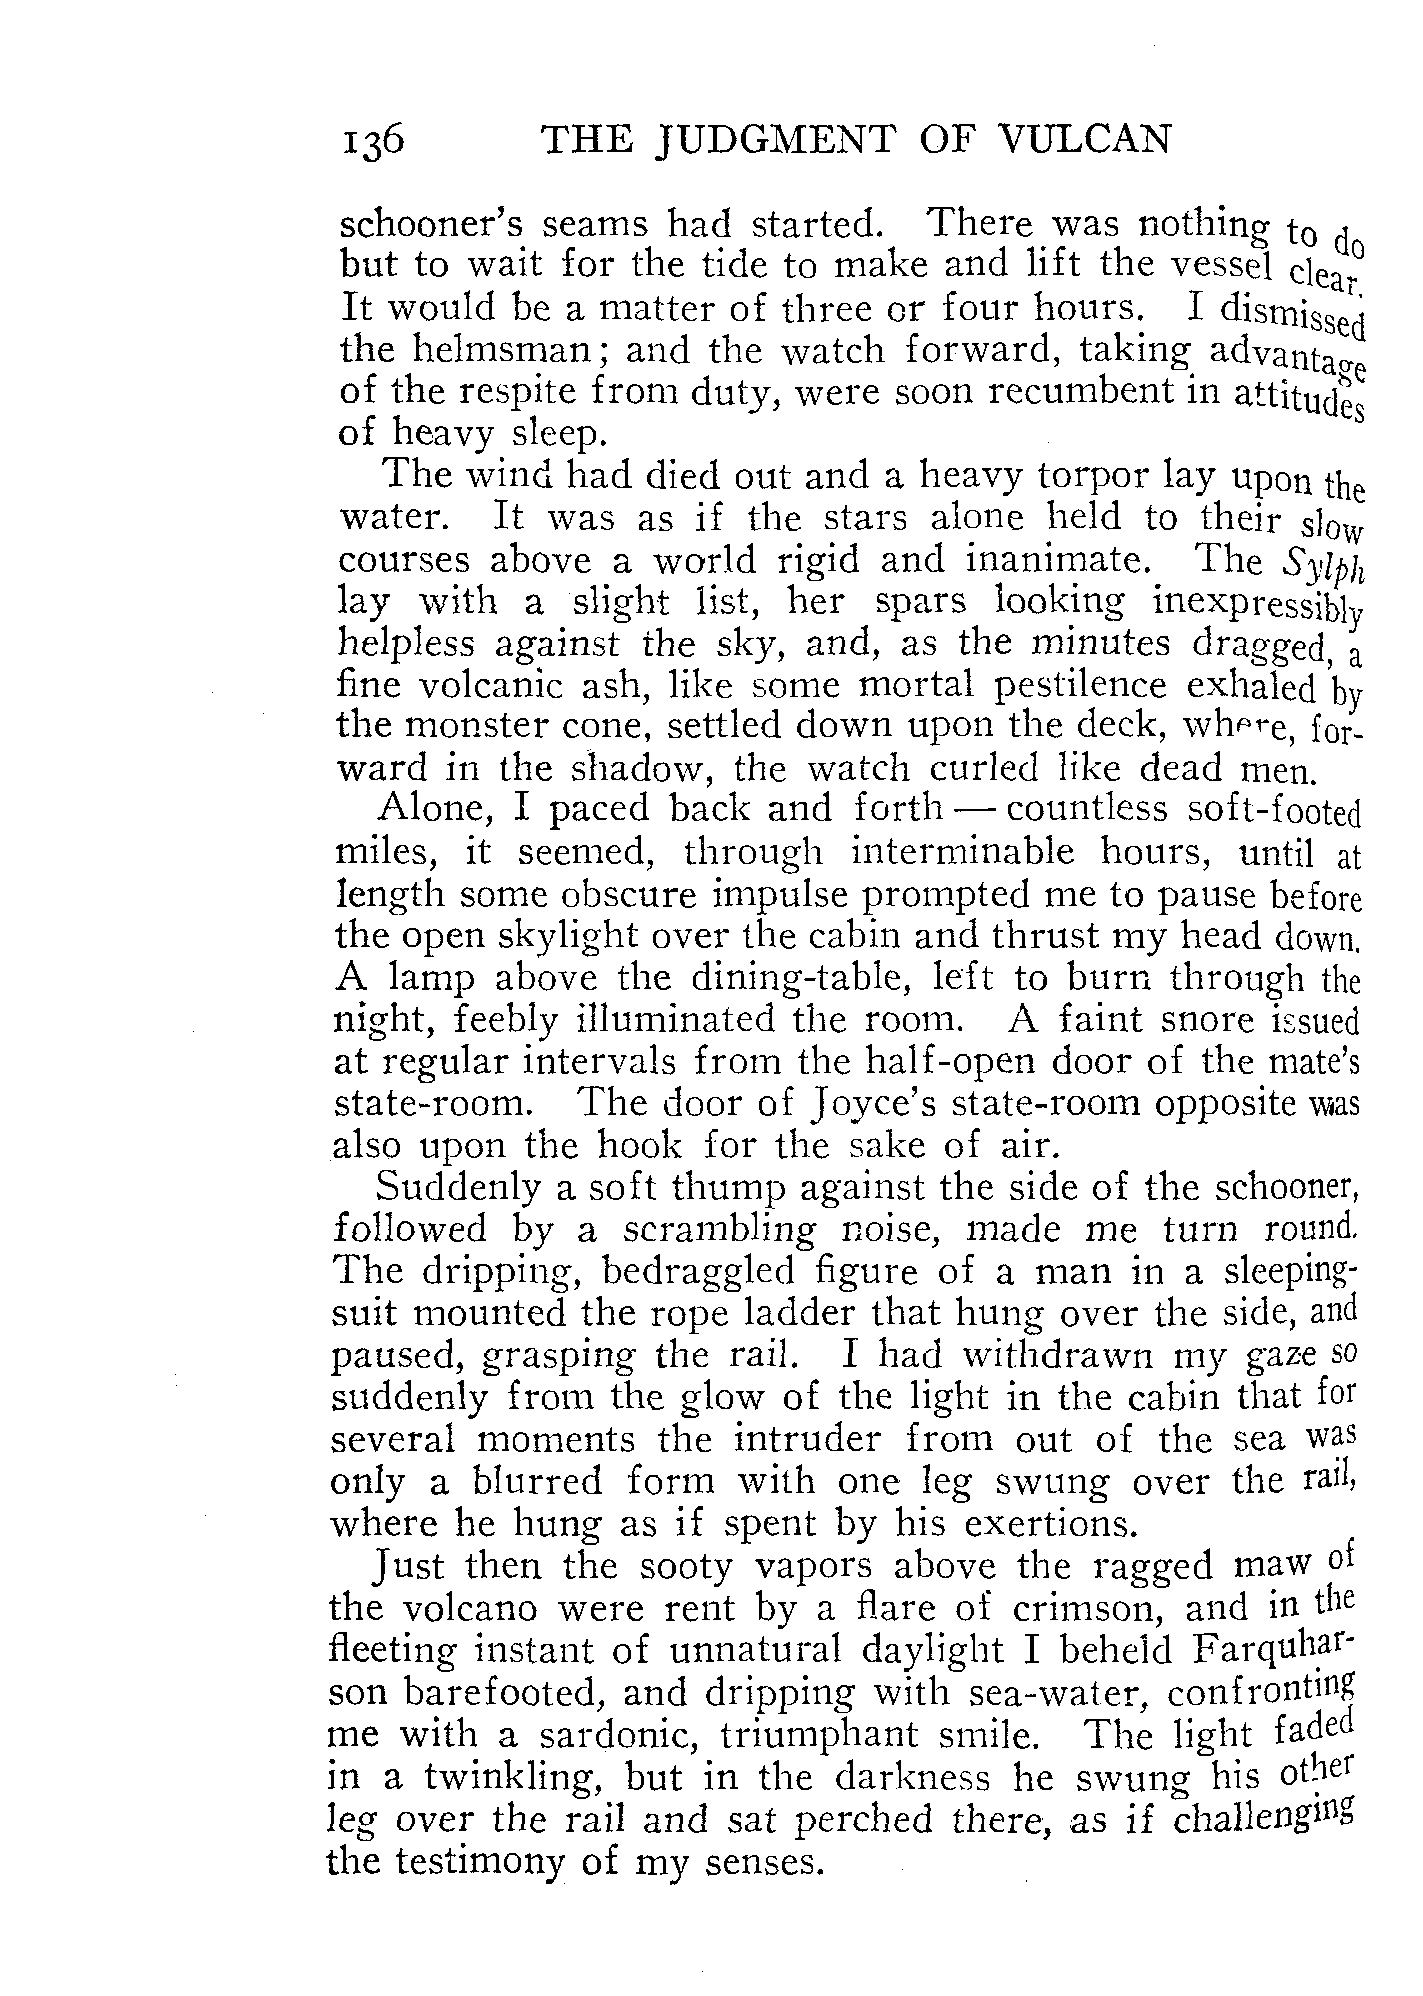 136 THE JUDGMENT OF VULCAN
schooner's seams had started. There was nothing to do
but to wait for the tide to make and lift the vessel clear.
It would be a matter of three or four hours. I dismissed
the helmsman; and the watch forward, taking advantage
of the respite from duty, were soon recumbent in attitudes
of heavy sleep.
The wind had died out and a heavy torpor lay upon the
water. It was as if the stars alone held to their slow
courses above a world rigid and inanimate. The Sylph
lay with a slight list, her spars looking inexpressibly
helpless against the sky, and, as the minutes dragged, a
fine volcanic ash, like some mortal pestilence exhaled by
the monster cone, settled down upon the deck, where, for-
ward in the shadow, the watch curled like dead men.
Alone, I paced back and forth — countless soft-footed
miles, it seemed, through interminable hours, until at
length some obscure impulse prompted me to pause before
the open skylight over the cabin and thrust my head down.
A lamp above the dining-table, left to burn through the
night, feebly illuminated the room. A faint snore issued
at regular intervals from the half-open door of the mate's
state-room. The door of Joyce's state-room opposite was
also upon the hook for the sake of air.
Suddenly a soft thump against the side of the schooner,
followed by a scrambling noise, made me turn round.
The dripping, bedraggled figure of a man in a sleeping-
suit mounted the rope ladder that hung over the side, and
paused, grasping the rail. I had withdrawn my gaze so
suddenly from the glow of the light in the cabin that for
several moments the intruder from out of the sea was
only a blurred form with one leg swung over the rail,
where he hung as if spent by his exertions.
Just then the sooty vapors above the ragged maw of
the volcano were rent by a flare of crimson, and in the
fleeting instant of unnatural daylight I beheld Farquhar-
son barefooted, and dripping with sea-water, confronting
me with a sardonic, triumphant smile. The light faded
in a twinkling, but in the darkness he swung his other
leg over the rail and sat perched there, as if challenging
the testimony of my senses.